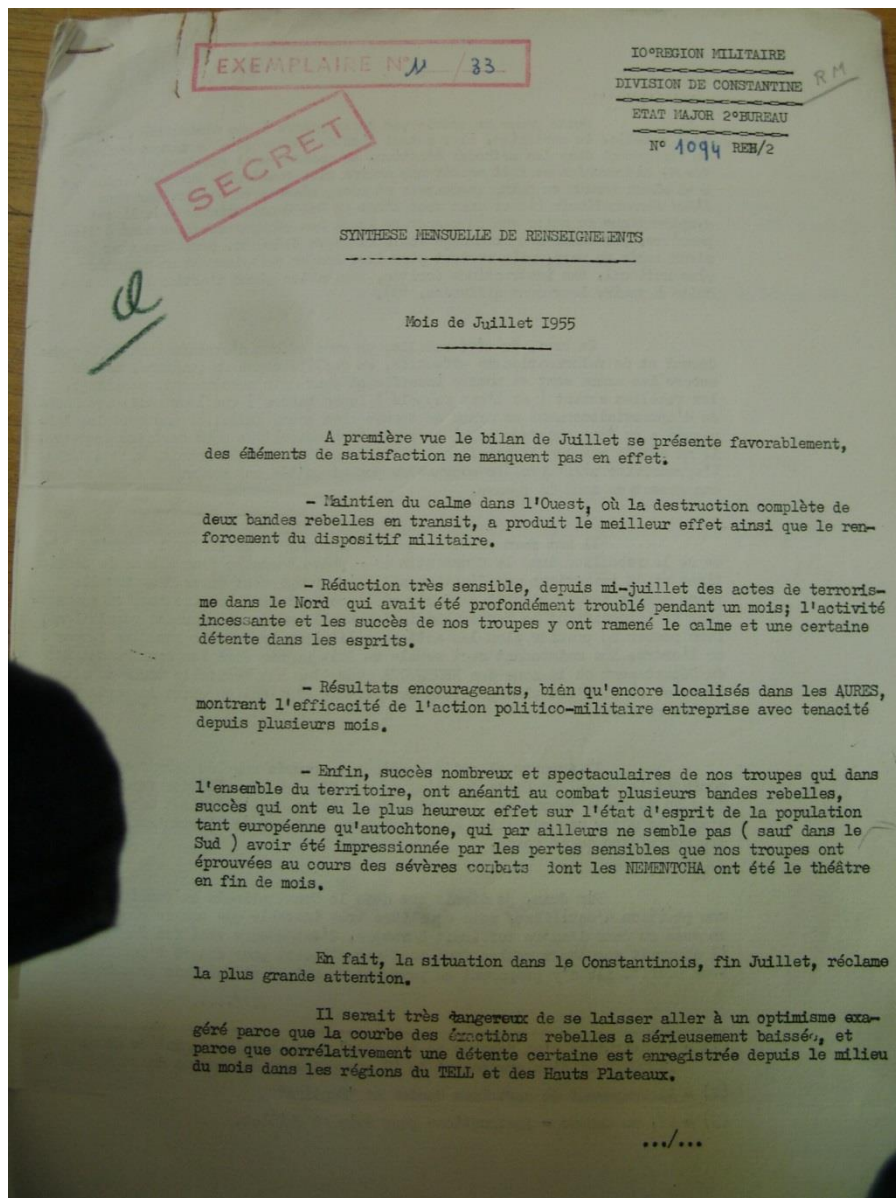 EXEMPLAIRE N° 11 / 33
SECRET
IO°REGION MILITAIRE
DIVISION DE CONSTANTINE
RM
ETAT MAJOR 2°BUREAU
N° 1094 REH/2
SYNTHESE MENSUELLE DE RENSEIGNEMENTS
Mois de Juillet I955
A première vue le bilan de Juillet se présente favorablement,
des éléments de satisfaction ne manquent pas en effet.
- Maintien du calme dans l'Ouest, où la destruction complète de
deux bandes rebelles en transit, a produit le meilleur effet ainsi que le ren-
forcement du dispositif militaire.
- Réduction très sensible, depuis mi-juillet des actes de terroris-
me dans le Nord qui avait été profondément troublé pendant un mois; l'activité
incessante et les succès de nos troupes y ont ramené le calme et une certaine
détente dans les esprits.
- Résultats encourageants, bién qu'encore localisés dans les AURES,
montrant l'efficacité de l'action politico-militaire entreprise avec tenacité
depuis plusieurs mois.
- Enfin, succès nombreux et spectaculaires de nos troupes qui dans
l'ensemble du territoire, ont anéanti au combat plusieurs bandes rebelles,
succès qui ont eu le plus heureux effet sur l'état d'esprit de la population
tant européenne qu'autochtone, qui par ailleurs ne semble pas ( sauf dans le
Sud ) avoir été impressionnée par les pertes sensibles que nos troupes ont
éprouvées au cours des sévères combats dont les NEMENTCHA ont été le théâtre
en fin de mois.
En fait, la situation dans le Constantinois, fin Juillet, réclame
la plus grande attention.
Il serait très dangereux de se laisser aller à un optimisme exa-
géré parce que la courbe des éxactions rebelles a sérieusement baissée, et
parce que corrélativement une détente certaine est enregistrée depuis le milieu
du mois dans les régions du TELL et des Hauts Plateaux.
.../...